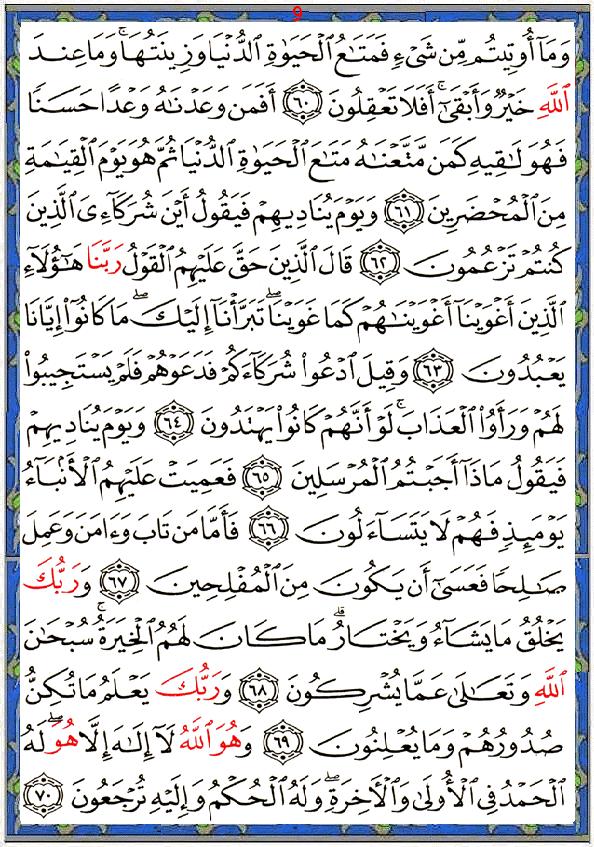 و
وَمَآ أُوتِيتُم مِّن شَىْءٍ فَمَتَـٰعُ ٱلْحَيَوٰةِ ٱلدُّنْيَا وَزِينَتُهَا ۚ وَمَا عِندَ
ٱللَّهِ خَيْرٌ وَأَبْقَىٰٓ ۚ أَفَلَا تَعْقِلُونَ ٦٠ أَفَمَن وَعَدْنَـٰهُ وَعْدًا حَسَنًا
فَهُوَ لَـٰقِيهِ كَمَن مَّتَّعْنَـٰهُ مَتَـٰعَ ٱلْحَيَوٰةِ ٱلدُّنْيَا ثُمَّ هُوَ يَوْمَ ٱلْقِيَـٰمَةِ
مِنَ ٱلْمُحْضَرِينَ ٦١ وَيَوْمَ يُنَادِيهِمْ فَيَقُولُ أَيْنَ شُرَكَآءِىَ ٱلَّذِينَ
كُنتُمْ تَزْعُمُونَ ٦٢ قَالَ ٱلَّذِينَ حَقَّ عَلَيْهِمُ ٱلْقَوْلُ رَبَّنَا هَـٰٓؤُلَآءِ
ٱلَّذِينَ أَغْوَيْنَآ أَغْوَيْنَـٰهُمْ كَمَا غَوَيْنَا ۖ تَبَرَّأْنَآ إِلَيْكَ ۖ مَا كَانُوٓا۟ إِيَّانَا
يَعْبُدُونَ ٦٣ وَقِيلَ ٱدْعُوا۟ شُرَكَآءَكُمْ فَدَعَوْهُمْ فَلَمْ يَسْتَجِيبُوا۟
لَهُمْ وَرَأَوُا۟ ٱلْعَذَابَ ۚ لَوْ أَنَّهُمْ كَانُوا۟ يَهْتَدُونَ ٦٤ وَيَوْمَ يُنَادِيهِمْ
فَيَقُولُ مَاذَآ أَجَبْتُمُ ٱلْمُرْسَلِينَ ٦٥ فَعَمِيَتْ عَلَيْهِمُ ٱلْأَنۢبَآءُ
يَوْمَئِذٍ فَهُمْ لَا يَتَسَآءَلُونَ ٦٦ فَأَمَّا مَن تَابَ وَءَامَنَ وَعَمِلَ
صَـٰلِحًا فَعَسَىٰٓ أَن يَكُونَ مِنَ ٱلْمُفْلِحِينَ ٦٧ وَرَبُّكَ
يَخْلُقُ مَا يَشَآءُ وَيَخْتَارُ ۗ مَا كَانَ لَهُمُ ٱلْخِيَرَةُ ۚ سُبْحَـٰنَ
ٱللَّهِ وَتَعَـٰلَىٰ عَمَّا يُشْرِكُونَ ٦٨ وَرَبُّكَ يَعْلَمُ مَا تُكِنُّ
صُدُورُهُمْ وَمَا يُعْلِنُونَ ٦٩ وَهُوَ ٱللَّهُ لَآ إِلَـٰهَ إِلَّا هُوَ ۖ لَهُ
ٱلْحَمْدُ فِى ٱلْأُولَىٰ وَٱلْـَٔاخِرَةِ ۖ وَلَهُ ٱلْحُكْمُ وَإِلَيْهِ تُرْجَعُونَ ٧٠